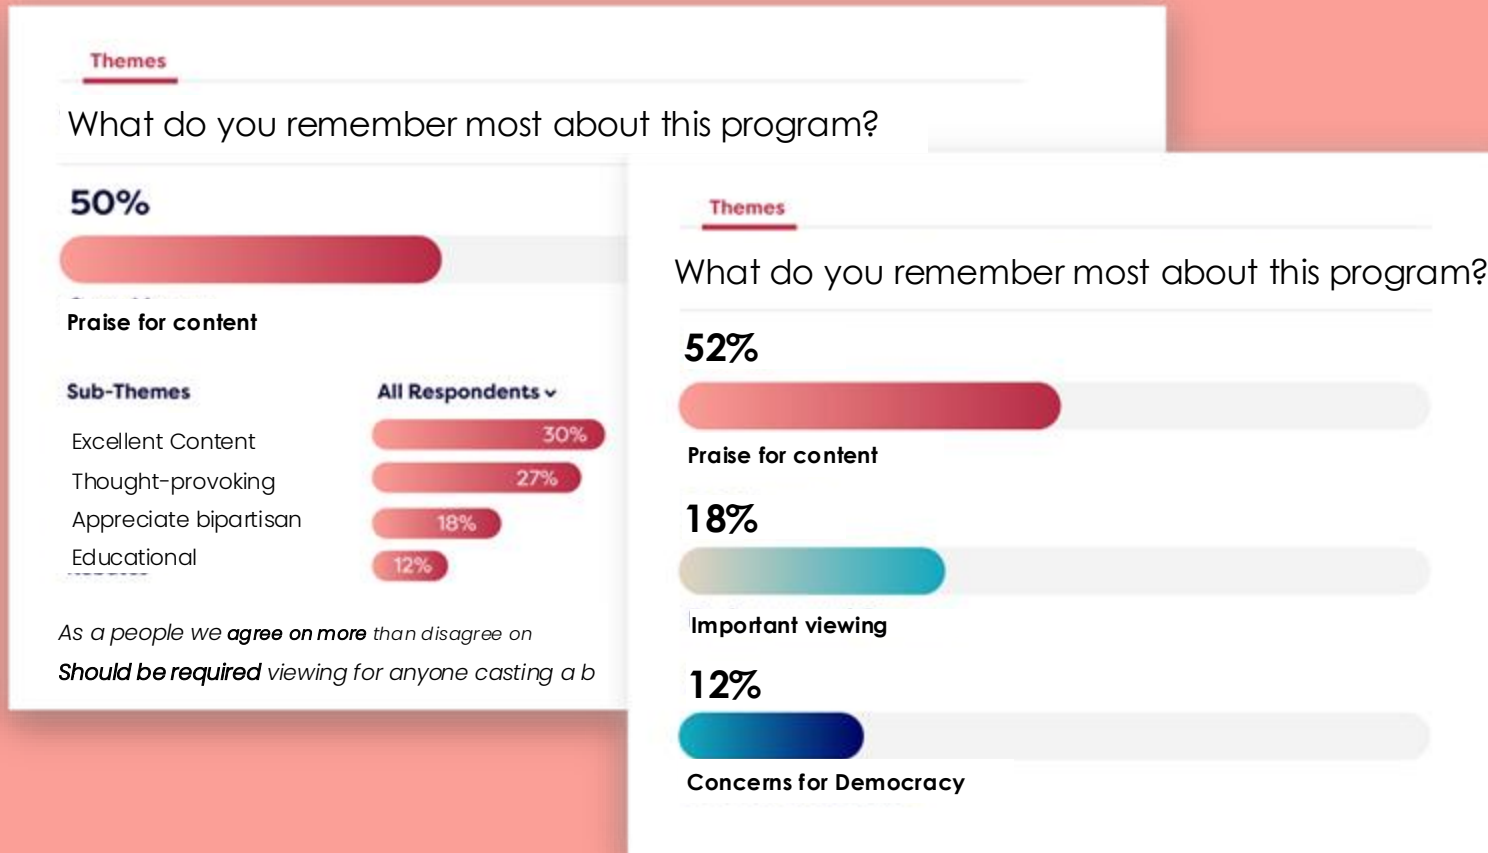 Themes
What do you remember most about this program?
50%
Praise for content
Sub-Themes All Respondents
Excellent Content 30%
Thought-provoking 27%
Appreciate bipartisan 18%
Educational 12%
As a people we agree on more than disagree on
Should be required viewing for anyone casting a b
Themes
What do you remember most about this program?
52%
Praise for content
18%
Important viewing
12%
Concerns for Democracy